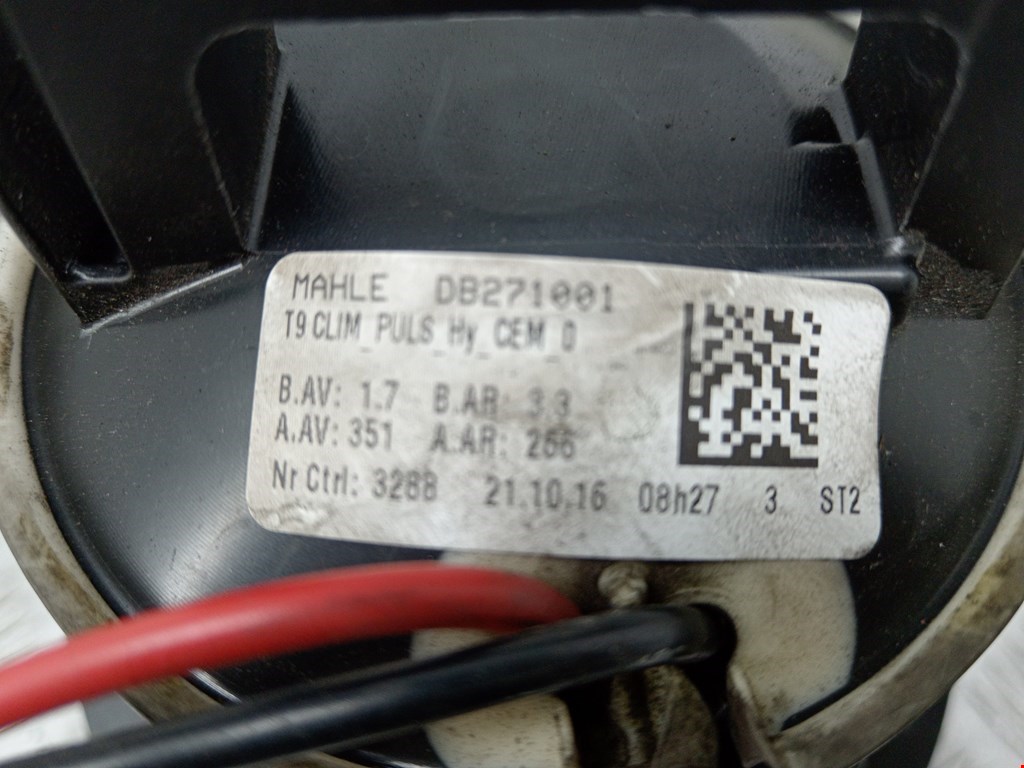 MAHLE DB271001
T9 CLIM_PULS_Hy_CEM_0
B.AV: 1.7 B.AR: 3.3
A.AV: 351 A.AR: 266
Nr Ctrl: 3288 21.10.16 08h27 3 ST2